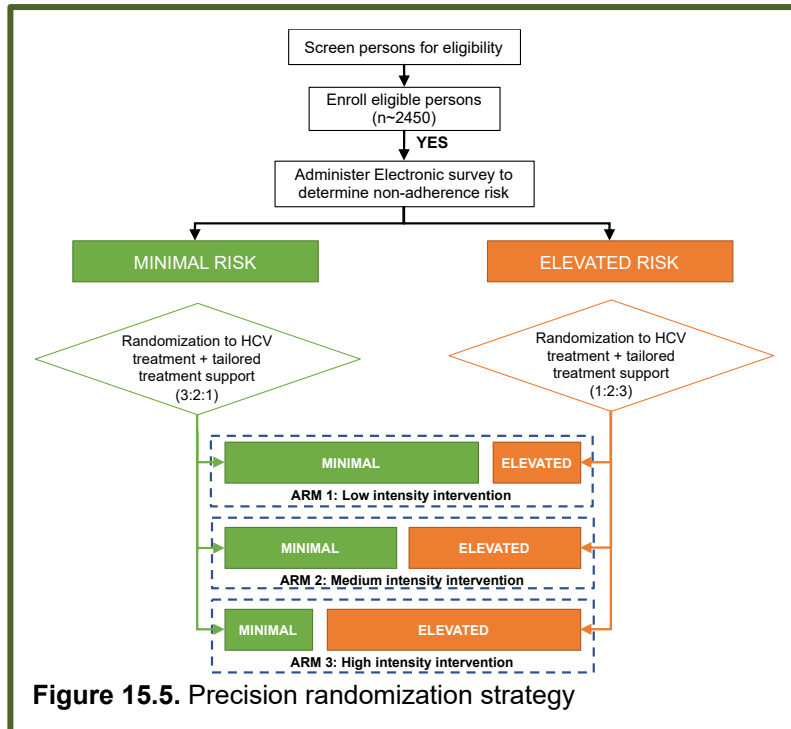 Screen persons for eligibility
Enroll eligible persons
(n~2450)
YES
Administer Electronic survey to
determine non-adherence risk
MINIMAL RISK
ELEVATED RISK
Randomization to HCV
treatment + tailored
treatment support
(3:2:1)
Randomization to HCV
treatment + tailored
treatment support
(1:2:3)
MINIMAL
ELEVATED
ARM 1: Low intensity intervention
MINIMAL
ELEVATED
ARM 2: Medium intensity intervention
MINIMAL
ELEVATED
ARM 3: High intensity intervention
Figure 15.5. Precision randomization strategy